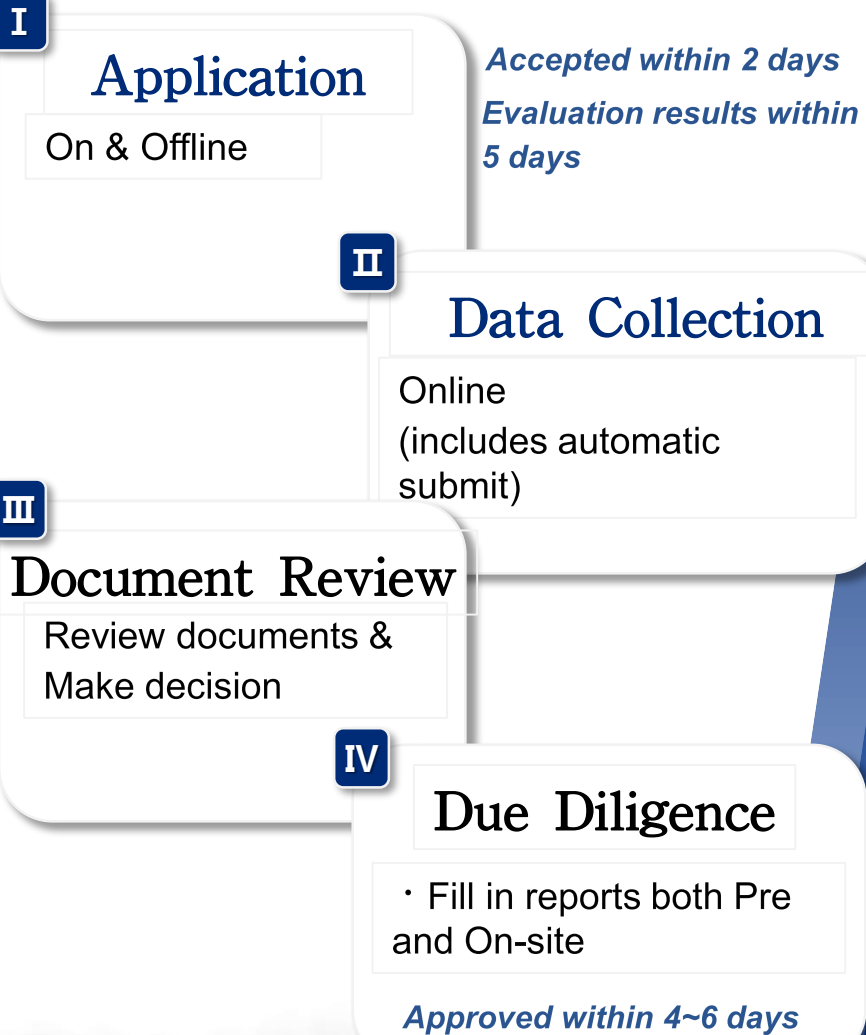 I
Application
On & Offline
Accepted within 2 days
Evaluation results within
5 days
II
Data Collection
Online
(includes automatic
submit)
III
Document Review
Review documents &
Make decision
IV
Due Diligence
· Fill in reports both Pre
and On-site
Approved within 4~6 days